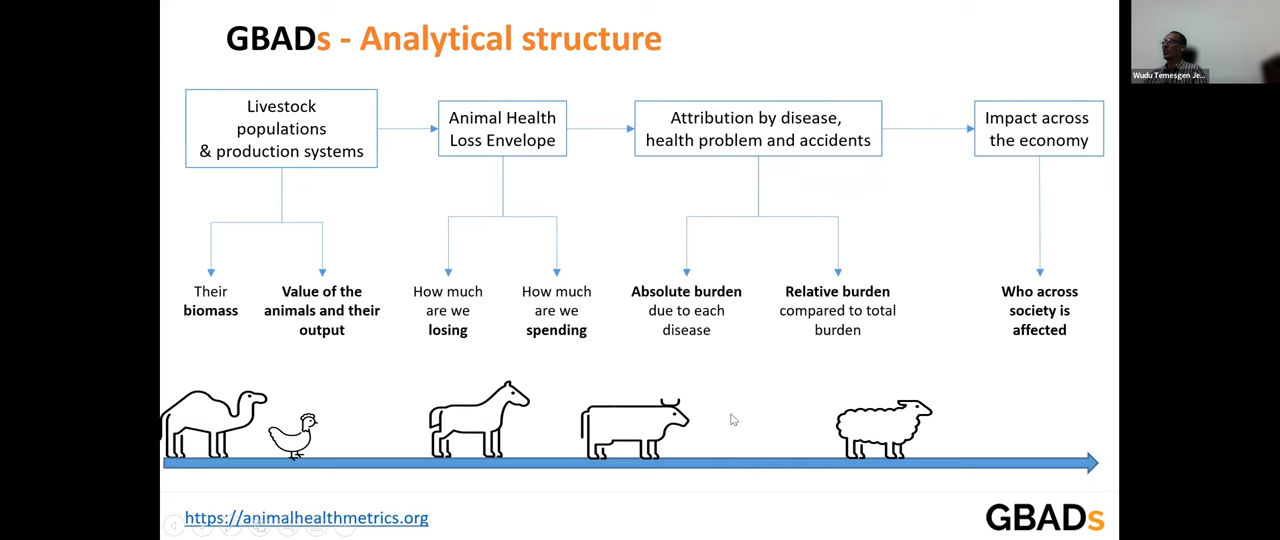 GBADs - Analytical structure
Livestock
populations
& production systems
Animal Health
Loss Envelope
Attribution by disease,
health problem and accidents
Impact across
the economy
Their
biomass
Value of the
animals and their
output
How much
are we
losing
How much
are we
spending
Absolute burden
due to each
disease
Relative burden
compared to total
burden
Who across
society is
affected
https://animalhealthmetrics.org
GBADs
Wudu Temesgen Je...